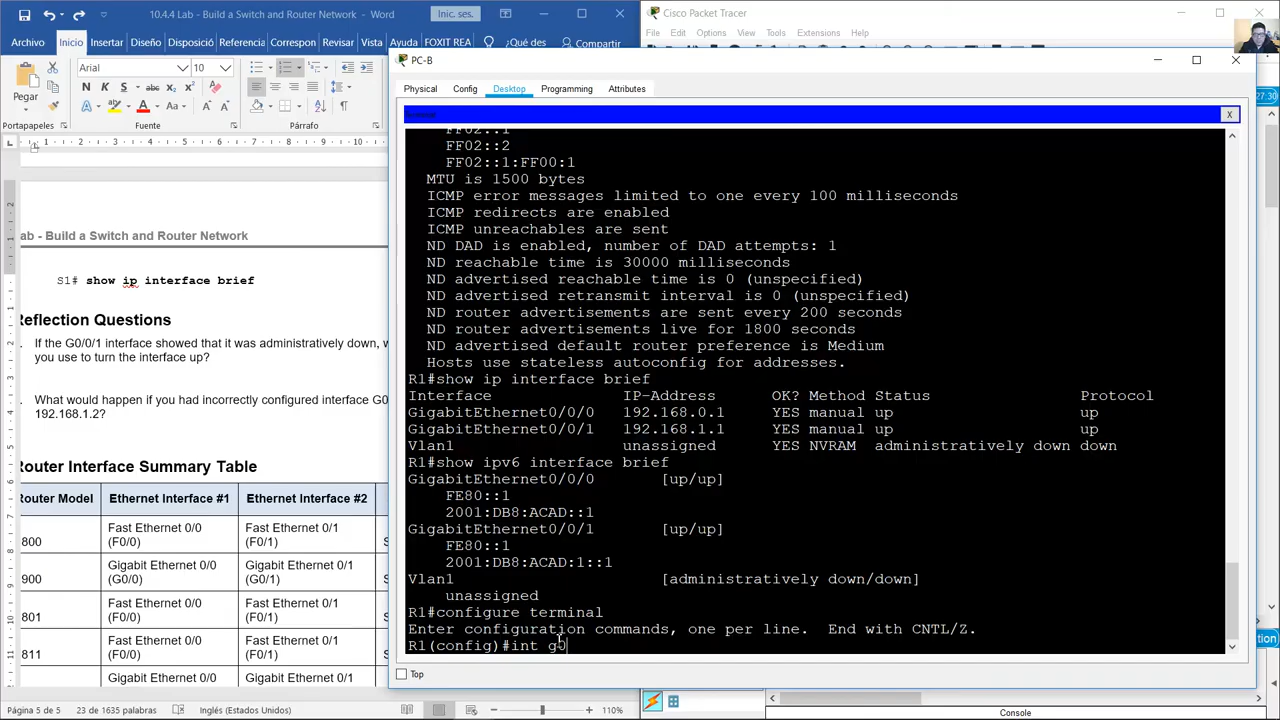 10.4.4 Lab - Build a Switch and Router Network - Word
Inic. ses.
Archivo Inicio Insertar Diseño Disposició Referencia Correspon Revisar Vista Ayuda FOXIT REA ¿Qué des Compartir
Pegar
Arial 10
N K S abc x₂ x²
Portapapeles Fuente Párrafo
Lab - Build a Switch and Router Network
S1# show ip interface brief
Reflection Questions
If the G0/0/1 interface showed that it was administratively down, w
you use to turn the interface up?
What would happen if you had incorrectly configured interface G0
192.168.1.2?
Router Interface Summary Table
Router Model Ethernet Interface #1 Ethernet Interface #2
800 Fast Ethernet 0/0 (F0/0) Fast Ethernet 0/1 (F0/1)
900 Gigabit Ethernet 0/0 (G0/0) Gigabit Ethernet 0/1 (G0/1)
801 Fast Ethernet 0/0 (F0/0) Fast Ethernet 0/1 (F0/1)
811 Fast Ethernet 0/0 (F0/0) Fast Ethernet 0/1 (F0/1)
Gigabit Ethernet 0/0 Gigabit Ethernet 0/1
Página 5 de 5 23 de 1635 palabras Inglés (Estados Unidos) 110%
Cisco Packet Tracer
File Edit Options View Tools Extensions Help
27:30
PC-B
Physical Config Desktop Programming Attributes
X
FF02::1
FF02::2
FF02::1:FF00:1
MTU is 1500 bytes
ICMP error messages limited to one every 100 milliseconds
ICMP redirects are enabled
ICMP unreachables are sent
ND DAD is enabled, number of DAD attempts: 1
ND reachable time is 30000 milliseconds
ND advertised reachable time is 0 (unspecified)
ND advertised retransmit interval is 0 (unspecified)
ND router advertisements are sent every 200 seconds
ND router advertisements live for 1800 seconds
ND advertised default router preference is Medium
Hosts use stateless autoconfig for addresses.
R1#show ip interface brief
Interface IP-Address OK? Method Status Protocol
GigabitEthernet0/0/0 192.168.0.1 YES manual up up
GigabitEthernet0/0/1 192.168.1.1 YES manual up up
Vlan1 unassigned YES NVRAM administratively down down
R1#show ipv6 interface brief
GigabitEthernet0/0/0 [up/up]
FE80::1
2001:DB8:ACAD::1
GigabitEthernet0/0/1 [up/up]
FE80::1
2001:DB8:ACAD:1::1
Vlan1 [administratively down/down]
unassigned
R1#configure terminal
Enter configuration commands, one per line. End with CNTL/Z.
R1(config)#int g0
Top
Console